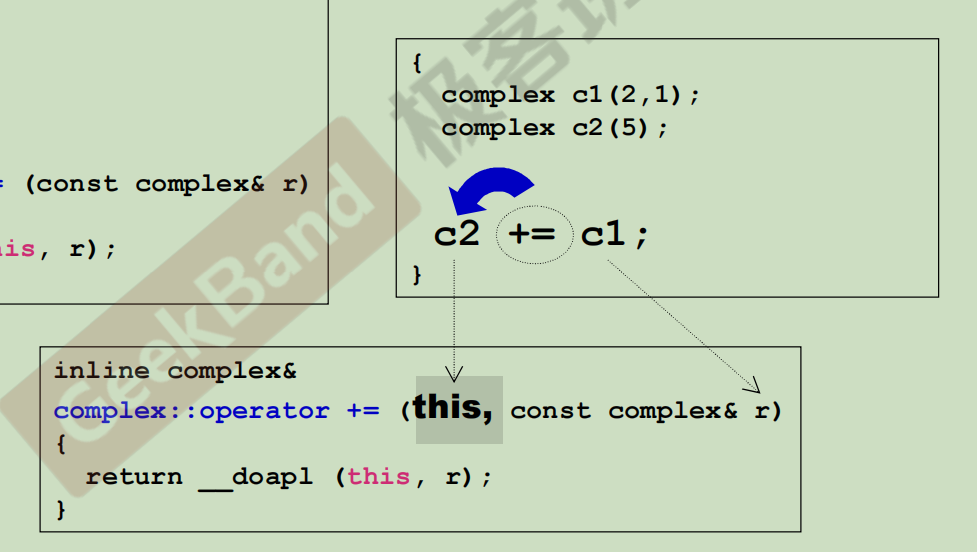 = (const complex& r)
is, r);
{
complex c1(2,1);
complex c2(5);
c2 += c1;
}
inline complex&
complex::operator += (this, const complex& r)
{
return __doapl (this, r);
}
GeekBand 极客班